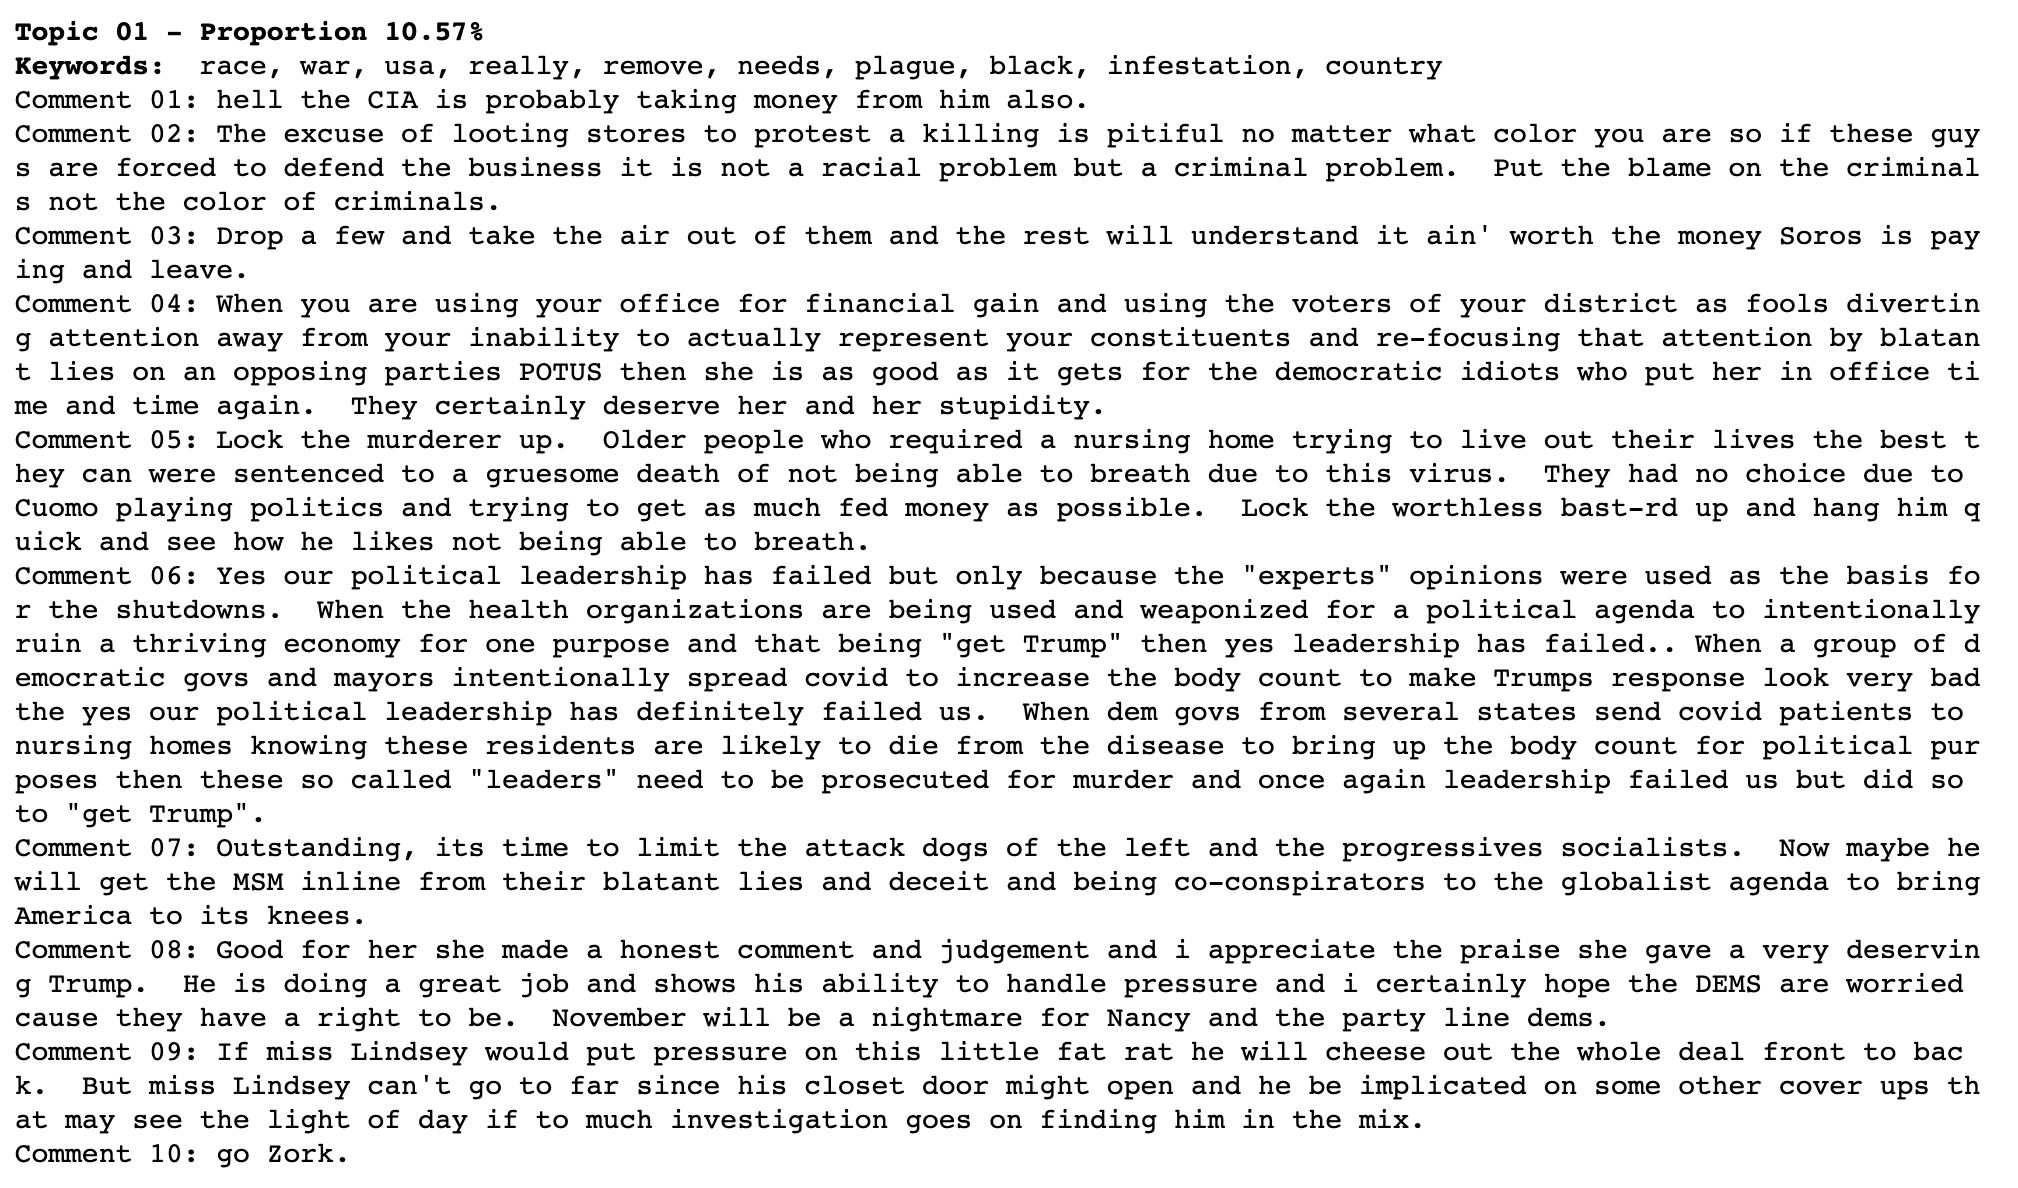 Topic 01 - Proportion 10.57%
Keywords:  race, war, usa, really, remove, needs, plague, black, infestation, country
Comment 01: hell the CIA is probably taking money from him also.
Comment 02: The excuse of looting stores to protest a killing is pitiful no matter what color you are so if these guy
s are forced to defend the business it is not a racial problem but a criminal problem.  Put the blame on the criminal
s not the color of criminals.
Comment 03: Drop a few and take the air out of them and the rest will understand it ain' worth the money Soros is pay
ing and leave.
Comment 04: When you are using your office for financial gain and using the voters of your district as fools divertin
g attention away from your inability to actually represent your constituents and re-focusing that attention by blatan
t lies on an opposing parties POTUS then she is as good as it gets for the democratic idiots who put her in office ti
me and time again.  They certainly deserve her and her stupidity.
Comment 05: Lock the murderer up.  Older people who required a nursing home trying to live out their lives the best t
hey can were sentenced to a gruesome death of not being able to breath due to this virus.  They had no choice due to
Cuomo playing politics and trying to get as much fed money as possible.  Lock the worthless bast-rd up and hang him q
uick and see how he likes not being able to breath.
Comment 06: Yes our political leadership has failed but only because the "experts" opinions were used as the basis fo
r the shutdowns.  When the health organizations are being used and weaponized for a political agenda to intentionally
ruin a thriving economy for one purpose and that being "get Trump" then yes leadership has failed.. When a group of d
emocratic govs and mayors intentionally spread covid to increase the body count to make Trumps response look very bad
the yes our political leadership has definitely failed us.  When dem govs from several states send covid patients to
nursing homes knowing these residents are likely to die from the disease to bring up the body count for political pur
poses then these so called "leaders" need to be prosecuted for murder and once again leadership failed us but did so
to "get Trump".
Comment 07: Outstanding, its time to limit the attack dogs of the left and the progressives socialists.  Now maybe he
will get the MSM inline from their blatant lies and deceit and being co-conspirators to the globalist agenda to bring
America to its knees.
Comment 08: Good for her she made a honest comment and judgement and i appreciate the praise she gave a very deservin
g Trump.  He is doing a great job and shows his ability to handle pressure and i certainly hope the DEMS are worried
cause they have a right to be.  November will be a nightmare for Nancy and the party line dems.
Comment 09: If miss Lindsey would put pressure on this little fat rat he will cheese out the whole deal front to bac
k.  But miss Lindsey can't go to far since his closet door might open and he be implicated on some other cover ups th
at may see the light of day if to much investigation goes on finding him in the mix.
Comment 10: go Zork.